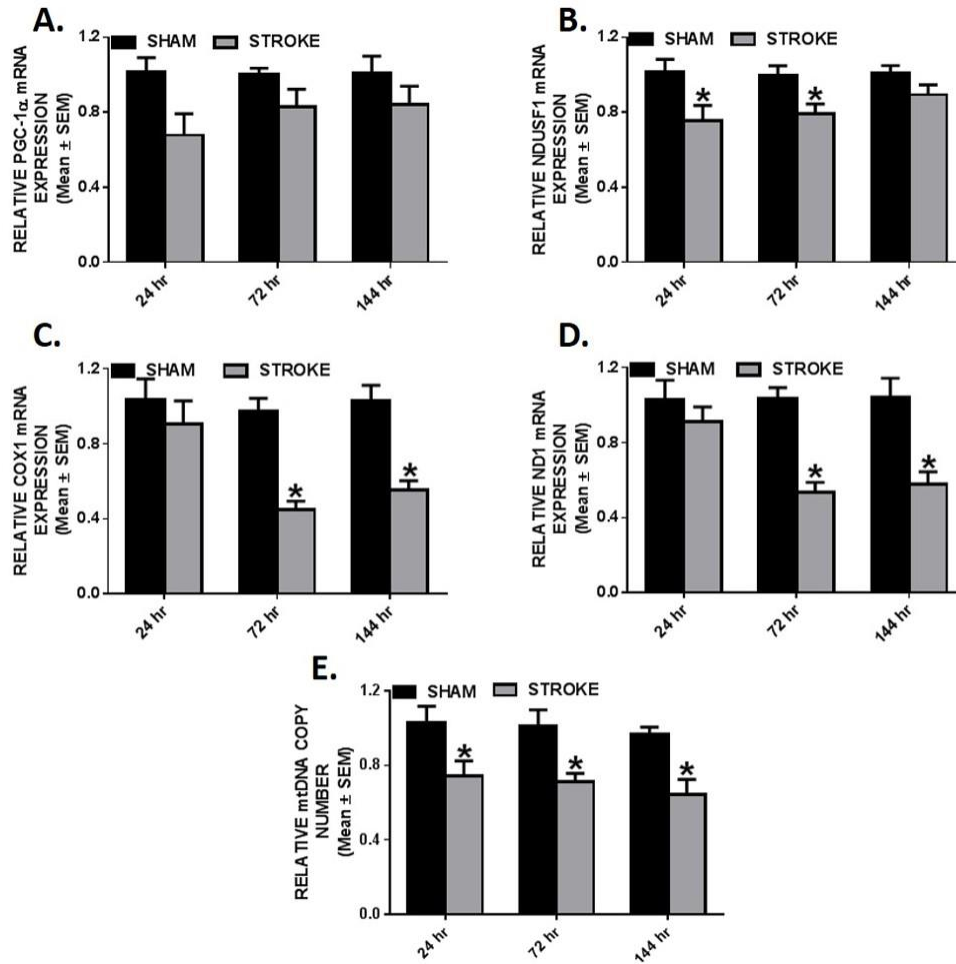 A.
1.2
SHAM STROKE
0.8
0.4
0.0
RELATIVE PGC-1α mRNA
EXPRESSION
(Mean ± SEM)
24 hr
72 hr
144 hr
B.
1.2
SHAM STROKE
0.8
0.4
0.0
RELATIVE NDUSF1 mRNA
EXPRESSION
(Mean ± SEM)
*
*
24 hr
72 hr
144 hr
C.
1.2
SHAM STROKE
0.8
0.4
0.0
RELATIVE COX1 mRNA
EXPRESSION
(Mean ± SEM)
*
*
24 hr
72 hr
144 hr
D.
1.2
SHAM STROKE
0.8
0.4
0.0
RELATIVE ND1 mRNA
EXPRESSION
(Mean ± SEM)
*
*
24 hr
72 hr
144 hr
E.
1.2
SHAM STROKE
0.8
0.4
0.0
RELATIVE mtDNA COPY
NUMBER
(Mean ± SEM)
*
*
*
24 hr
72 hr
144 hr